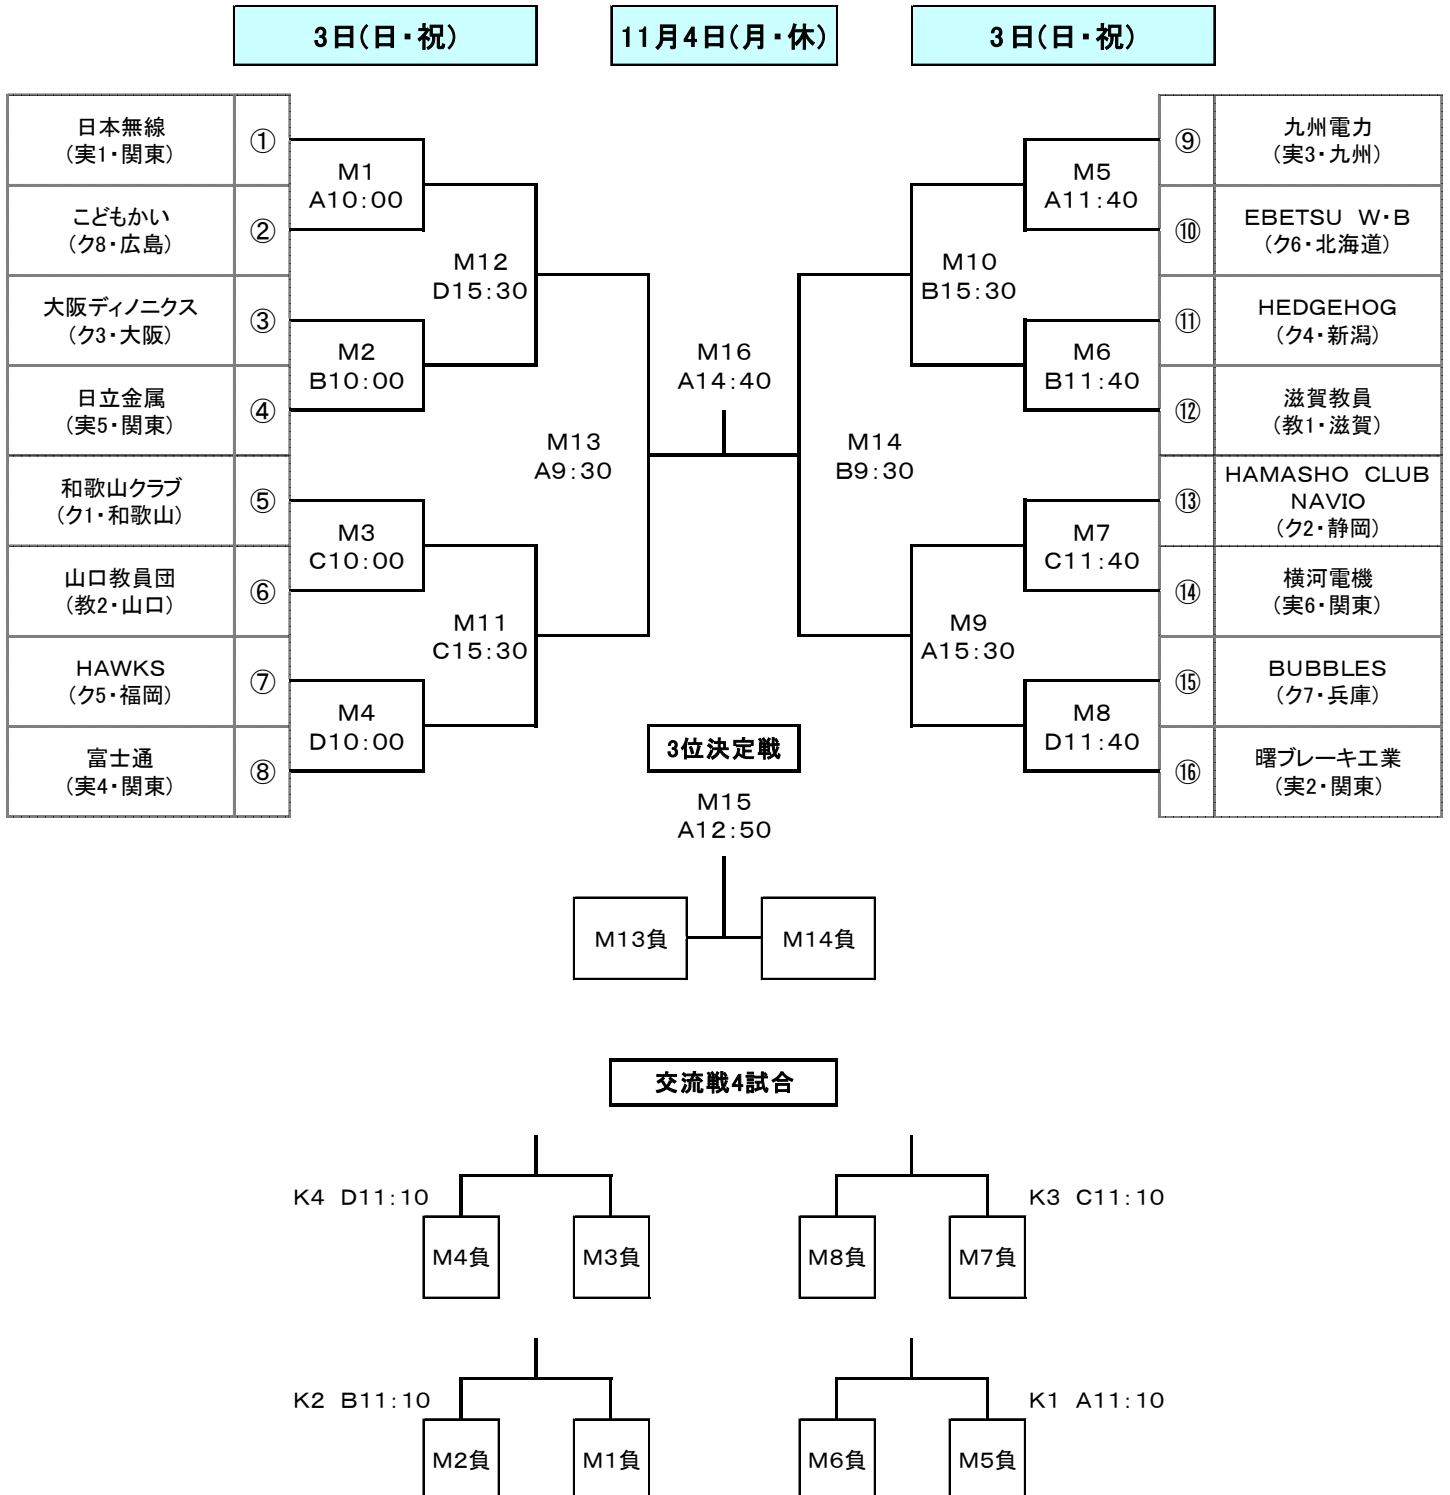 3日(日・祝)
11月4日(月・休)
3日(日・祝)
日本無線
(実1・関東)
①
こどもかい
(ク8・広島)
②
大阪ディノニクス
(ク3・大阪)
③
日立金属
(実5・関東)
④
和歌山クラブ
(ク1・和歌山)
⑤
山口教員団
(教2・山口)
⑥
HAWKS
(ク5・福岡)
⑦
富士通
(実4・関東)
⑧
M1
A10:00
M2
B10:00
M3
C10:00
M4
D10:00
M12
D15:30
M11
C15:30
M13
A9:30
M16
A14:40
M14
B9:30
M10
B15:30
M9
A15:30
M5
A11:40
M6
B11:40
M7
C11:40
M8
D11:40
⑨
九州電力
(実3・九州)
⑩
EBETSU W・B
(ク6・北海道)
⑪
HEDGEHOG
(ク4・新潟)
⑫
滋賀教員
(教1・滋賀)
⑬
HAMASHO CLUB
NAVIO
(ク2・静岡)
⑭
横河電機
(実6・関東)
⑮
BUBBLES
(ク7・兵庫)
⑯
曙ブレーキ工業
(実2・関東)
3位決定戦
M15
A12:50
M13負
M14負
交流戦4試合
K4 D11:10
M4負
M3負
K3 C11:10
M8負
M7負
K2 B11:10
M2負
M1負
K1 A11:10
M6負
M5負